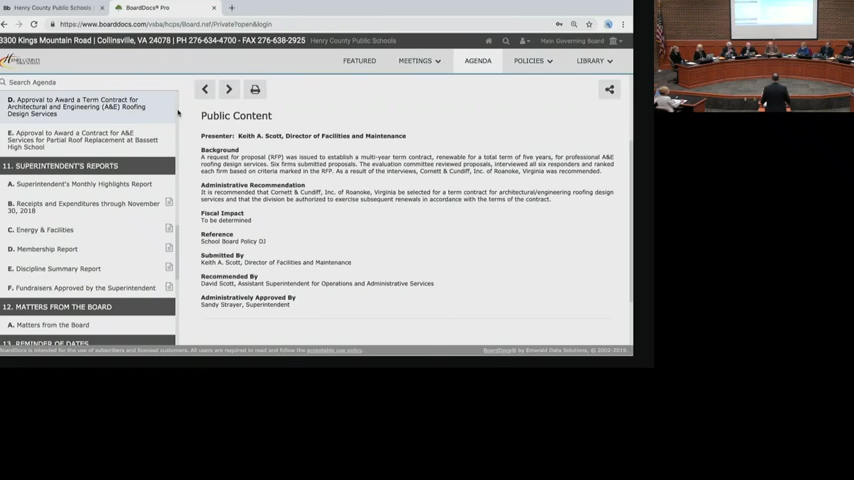 Henry County Public Schools
BoardDocs® Pro
https://www.boarddocs.com/vsba/hcps/Board.nsf/Private?open&login
3300 Kings Mountain Road | Collinsville, VA 24078 | PH 276-634-4700 - FAX 276-638-2925
Henry County Public Schools
Main Governing Board
FEATURED
MEETINGS
AGENDA
POLICIES
LIBRARY
Search Agenda
D. Approval to Award a Term Contract for
Architectural and Engineering (A&E) Roofing
Design Services
E. Approval to Award a Contract for A&E
Services for Partial Roof Replacement at Bassett
High School
11. SUPERINTENDENT'S REPORTS
A. Superintendent's Monthly Highlights Report
B. Receipts and Expenditures through November
30, 2018
C. Energy & Facilities
D. Membership Report
E. Discipline Summary Report
F. Fundraisers Approved by the Superintendent
12. MATTERS FROM THE BOARD
A. Matters from the Board
13. REMINDER OF DATES
Public Content
Presenter: Keith A. Scott, Director of Facilities and Maintenance
Background
A request for proposal (RFP) was issued to establish a multi-year term contract, renewable for a total term of five years, for professional A&E
roofing design services. Six firms submitted proposals. The evaluation committee reviewed proposals, interviewed all six responders and ranked
each firm based on criteria marked in the RFP. As a result of the interviews, Cornett & Cundiff, Inc. of Roanoke, Virginia was recommended.
Administrative Recommendation
It is recommended that Cornett & Cundiff, Inc. of Roanoke, Virginia be selected for a term contract for architectural/engineering roofing design
services and that the division be authorized to exercise subsequent renewals in accordance with the terms of the contract.
Fiscal Impact
To be determined
Reference
School Board Policy DJ
Submitted By
Keith A. Scott, Director of Facilities and Maintenance
Recommended By
David Scott, Assistant Superintendent for Operations and Administrative Services
Administratively Approved By
Sandy Strayer, Superintendent
BoardDocs is intended for the use of subscribers and licensed customers. All users are required to read and follow the acceptable use policy.
BoardDocs® by Emerald Data Solutions, © 2002-2019.